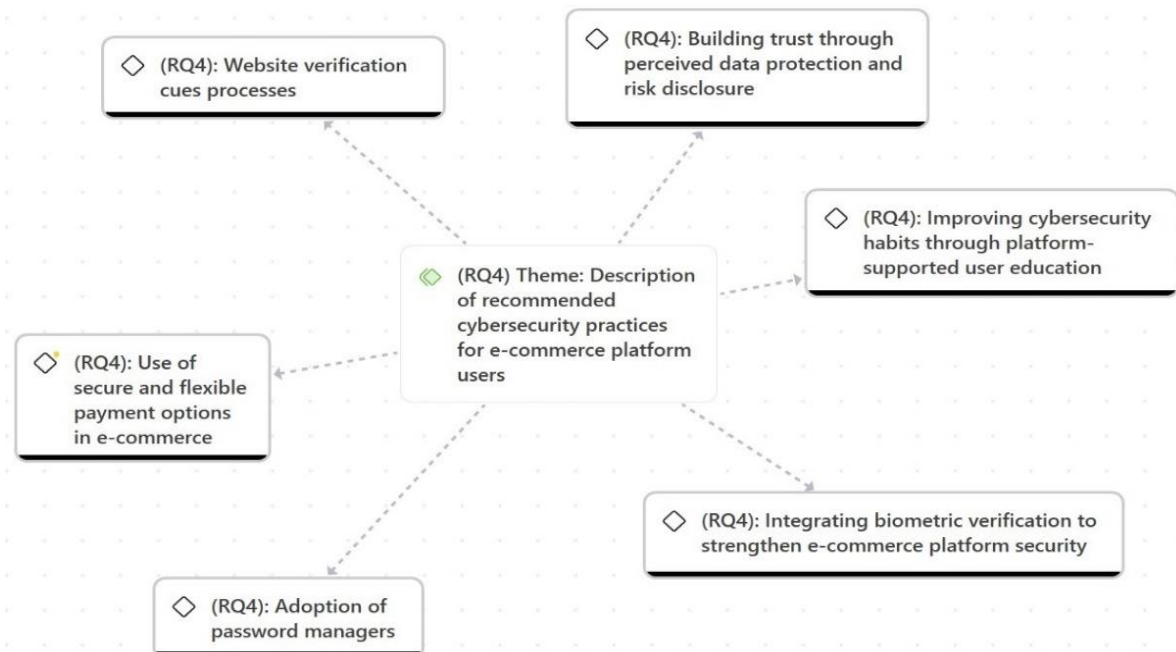 (RQ4): Website verification
cues processes
(RQ4): Building trust through
perceived data protection and
risk disclosure
(RQ4): Improving cybersecurity
habits through platform-
supported user education
(RQ4) Theme: Description
of recommended
cybersecurity practices
for e-commerce platform
users
(RQ4): Use of
secure and flexible
payment options
in e-commerce
(RQ4): Integrating biometric verification to
strengthen e-commerce platform security
(RQ4): Adoption of
password managers